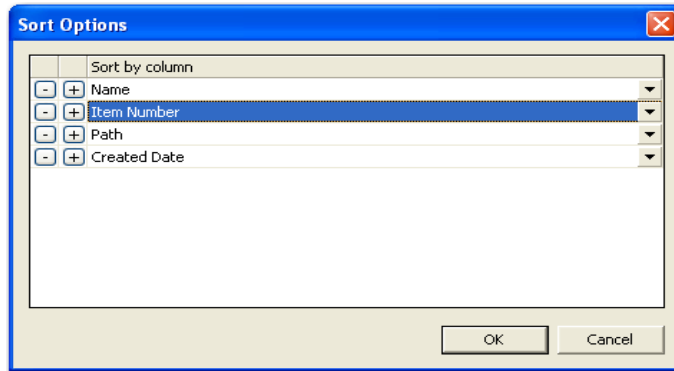 Sort Options
Sort by column
- + Name
- + Item Number
- + Path
- + Created Date
OK Cancel